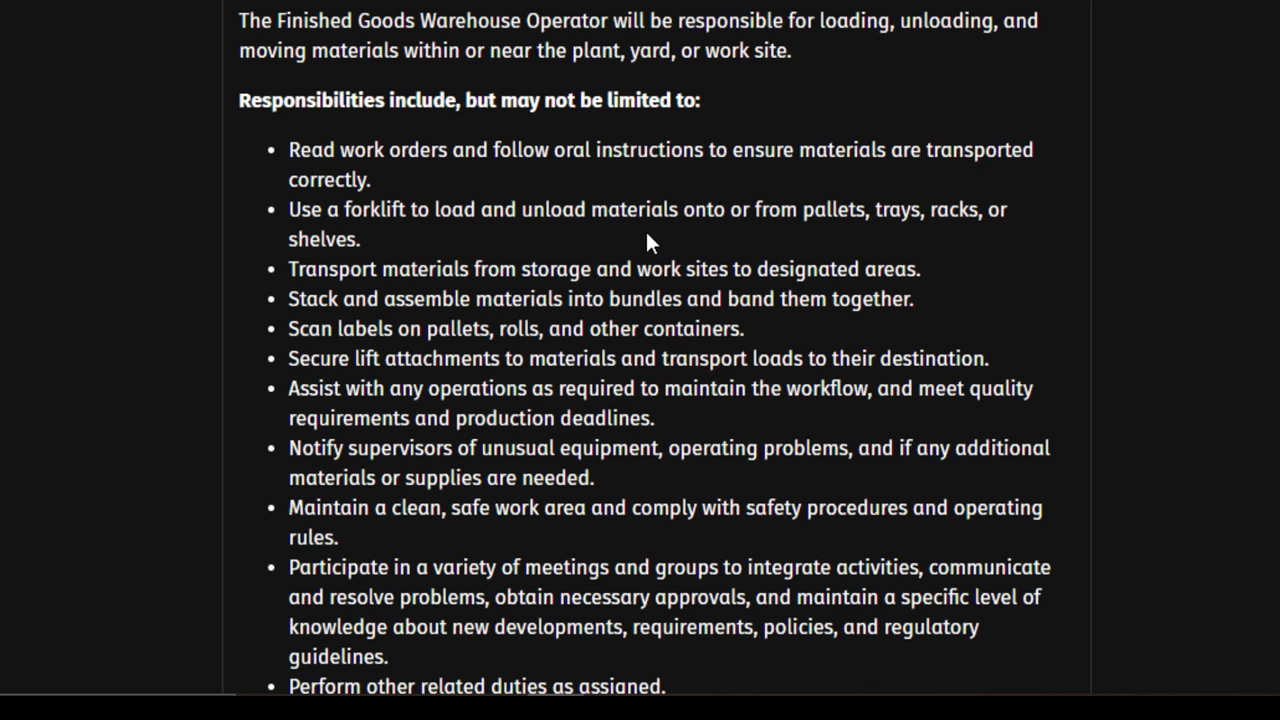 The Finished Goods Warehouse Operator will be responsible for loading, unloading, and
moving materials within or near the plant, yard, or work site.
Responsibilities include, but may not be limited to:
• Read work orders and follow oral instructions to ensure materials are transported
correctly.
• Use a forklift to load and unload materials onto or from pallets, trays, racks, or
shelves.
• Transport materials from storage and work sites to designated areas.
• Stack and assemble materials into bundles and band them together.
• Scan labels on pallets, rolls, and other containers.
• Secure lift attachments to materials and transport loads to their destination.
• Assist with any operations as required to maintain the workflow, and meet quality
requirements and production deadlines.
• Notify supervisors of unusual equipment, operating problems, and if any additional
materials or supplies are needed.
• Maintain a clean, safe work area and comply with safety procedures and operating
rules.
• Participate in a variety of meetings and groups to integrate activities, communicate
and resolve problems, obtain necessary approvals, and maintain a specific level of
knowledge about new developments, requirements, policies, and regulatory
guidelines.
• Perform other related duties as assigned.